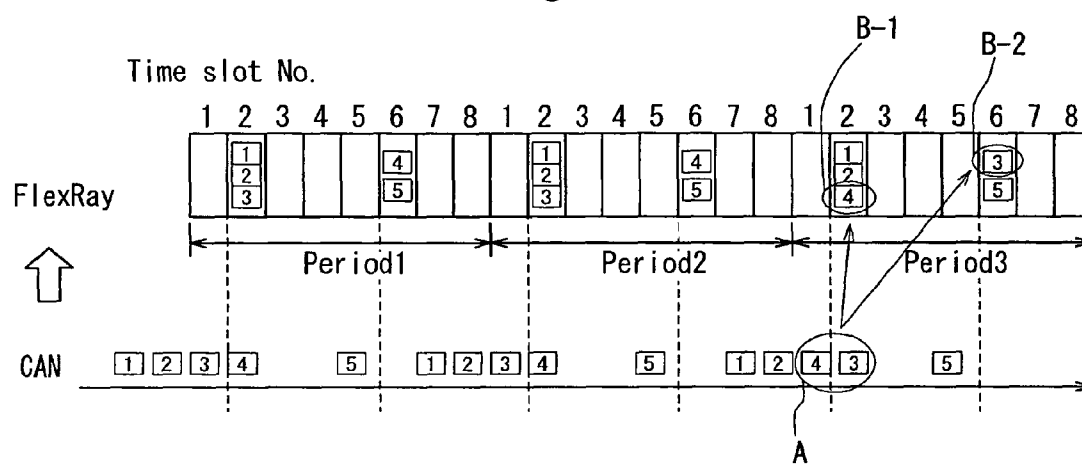 B-1
B-2
Time slot No.
1 2 3 4 5 6 7 8 1 2 3 4 5 6 7 8 1 2 3 4 5 6 7 8
1 4 1 4 1 3
2 5 2 5 2 5
3 3 4
FlexRay
Period1 Period2 Period3
CAN 1 2 3 4 5 1 2 3 4 5 1 2 4 3 5
A